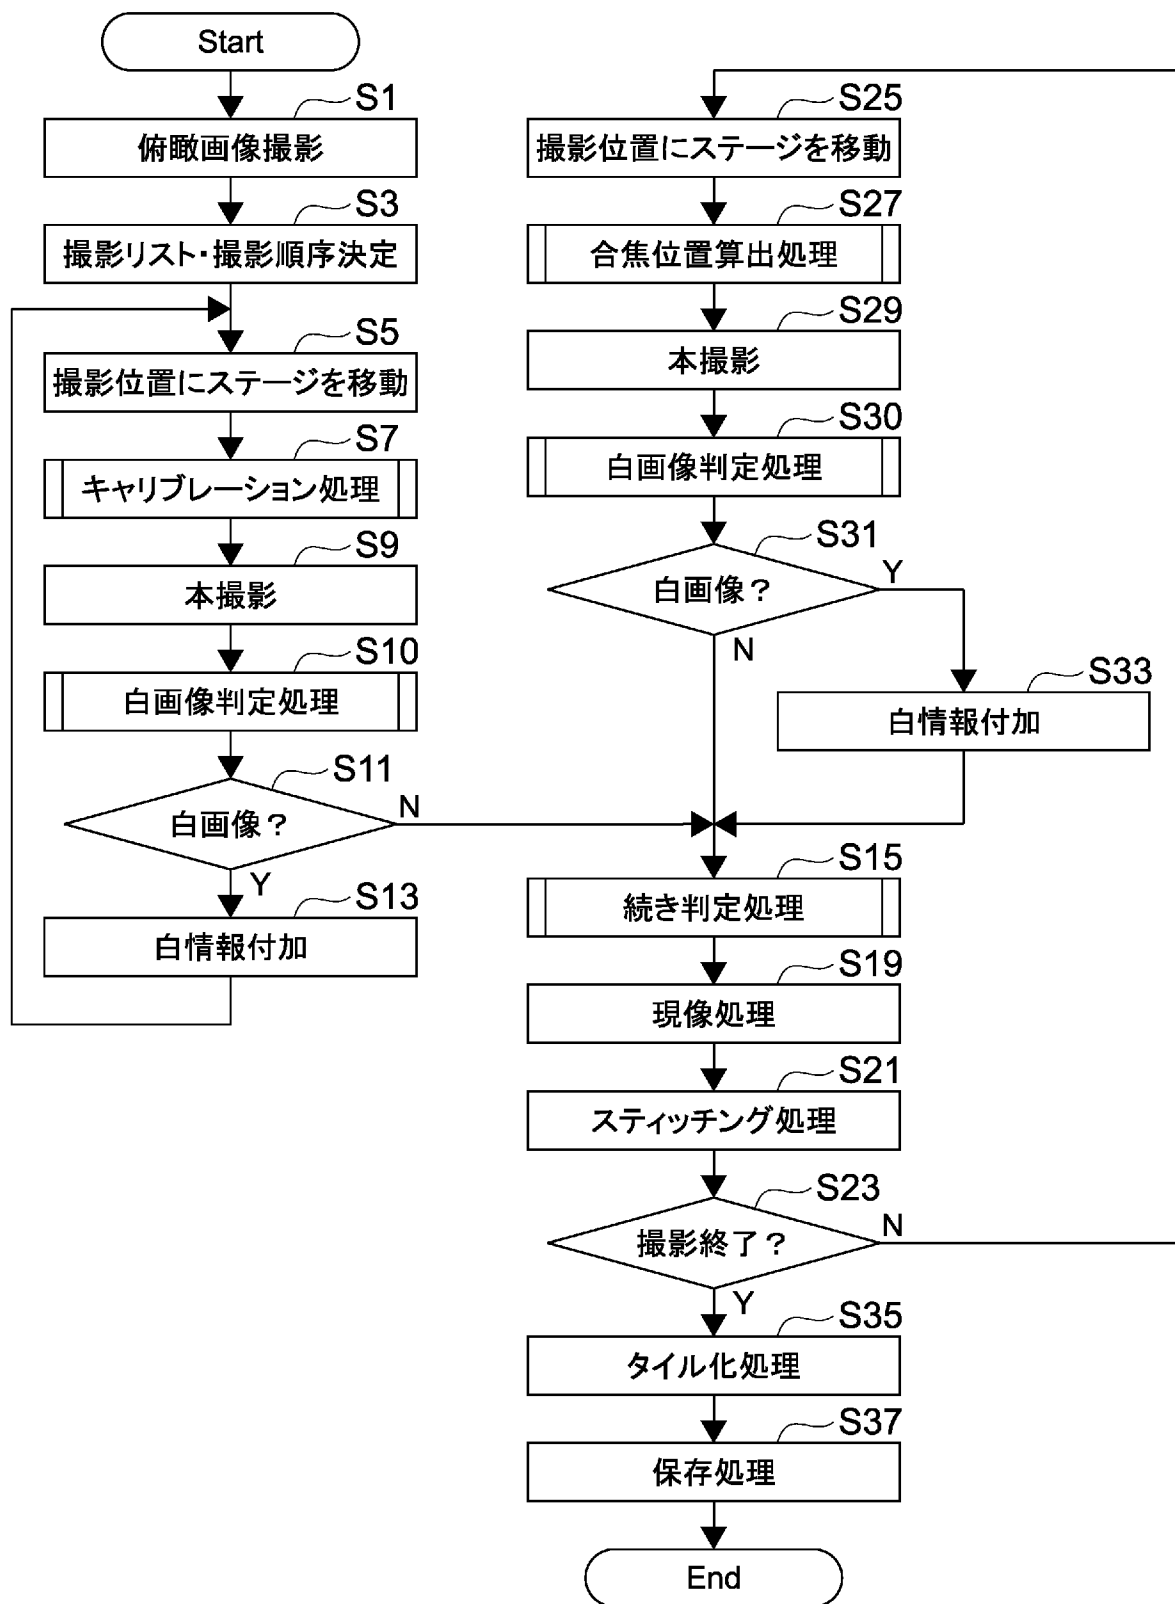 Start
S1
俯瞰画像撮影
S3
撮影リスト・撮影順序決定
S5
撮影位置にステージを移動
S7
キャリブレーション処理
S9
本撮影
S10
白画像判定処理
S11
白画像？
N
Y
S13
白情報付加
S25
撮影位置にステージを移動
S27
合焦位置算出処理
S29
本撮影
S30
白画像判定処理
S31
白画像？
Y
N
S33
白情報付加
S15
続き判定処理
S19
現像処理
S21
スティッチング処理
S23
撮影終了？
N
Y
S35
タイル化処理
S37
保存処理
End